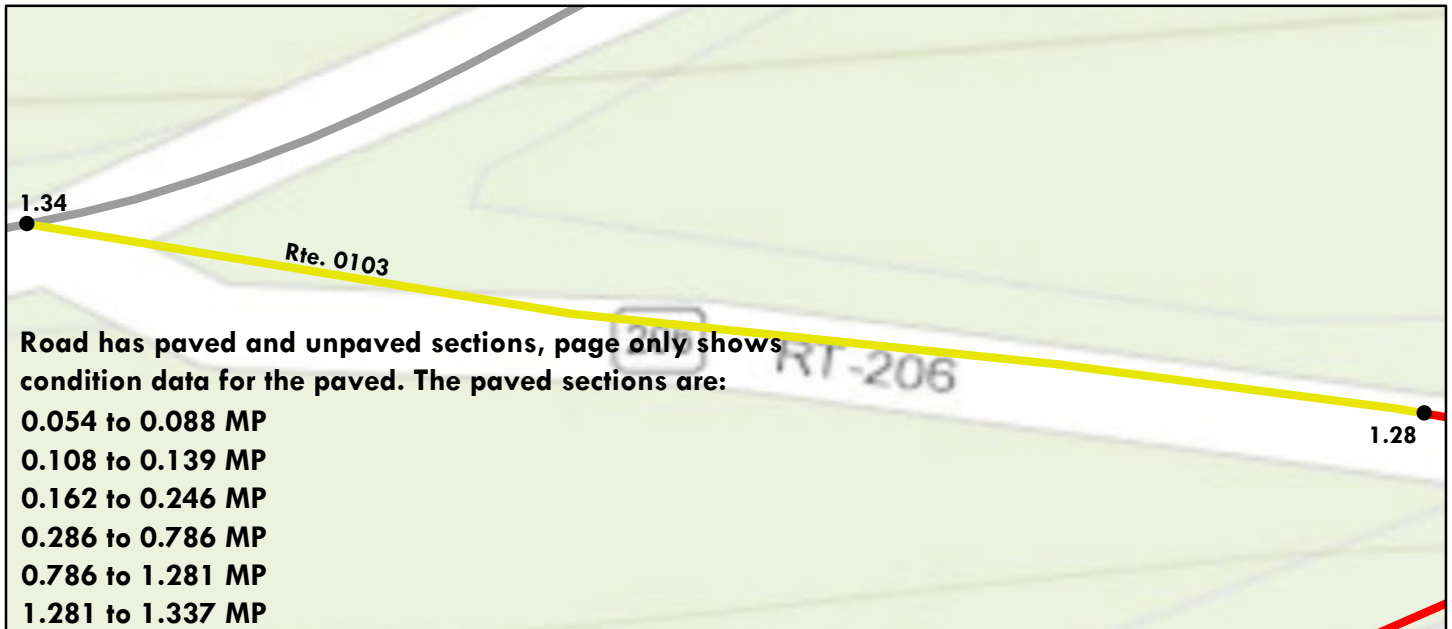 1.34
Rte. 0103
Road has paved and unpaved sections, page only shows
condition data for the paved. The paved sections are:
206
RT-206
1.28
0.054 to 0.088 MP
0.108 to 0.139 MP
0.162 to 0.246 MP
0.286 to 0.786 MP
0.786 to 1.281 MP
1.281 to 1.337 MP